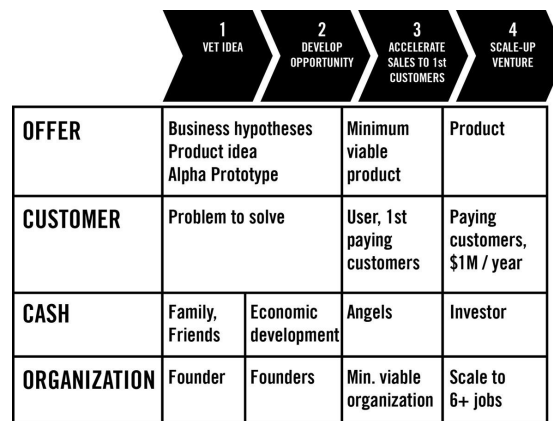 1
VET IDEA
2
DEVELOP
OPPORTUNITY
3
ACCELERATE
SALES TO 1st
CUSTOMERS
4
SCALE-UP
VENTURE
OFFER
Business hypotheses
Product idea
Alpha Prototype
Minimum
viable
product
Product
CUSTOMER
Problem to solve
User, 1st
paying
customers
Paying
customers,
$1M / year
CASH
Family,
Friends
Economic
development
Angels
Investor
ORGANIZATION
Founder
Founders
Min. viable
organization
Scale to
6+ jobs